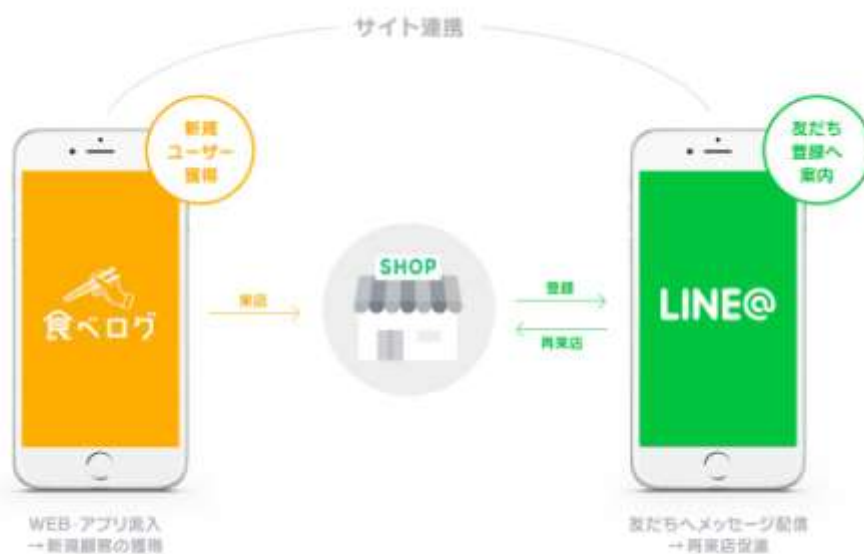 サイト連携
新規
ユーザー
獲得
友だち
登録へ
案内
食べログ
来店
SHOP
登録
再来店
LINE@
WEB・アプリ流入
→新規顧客の獲得
友だちへメッセージ配信
→再来店促進